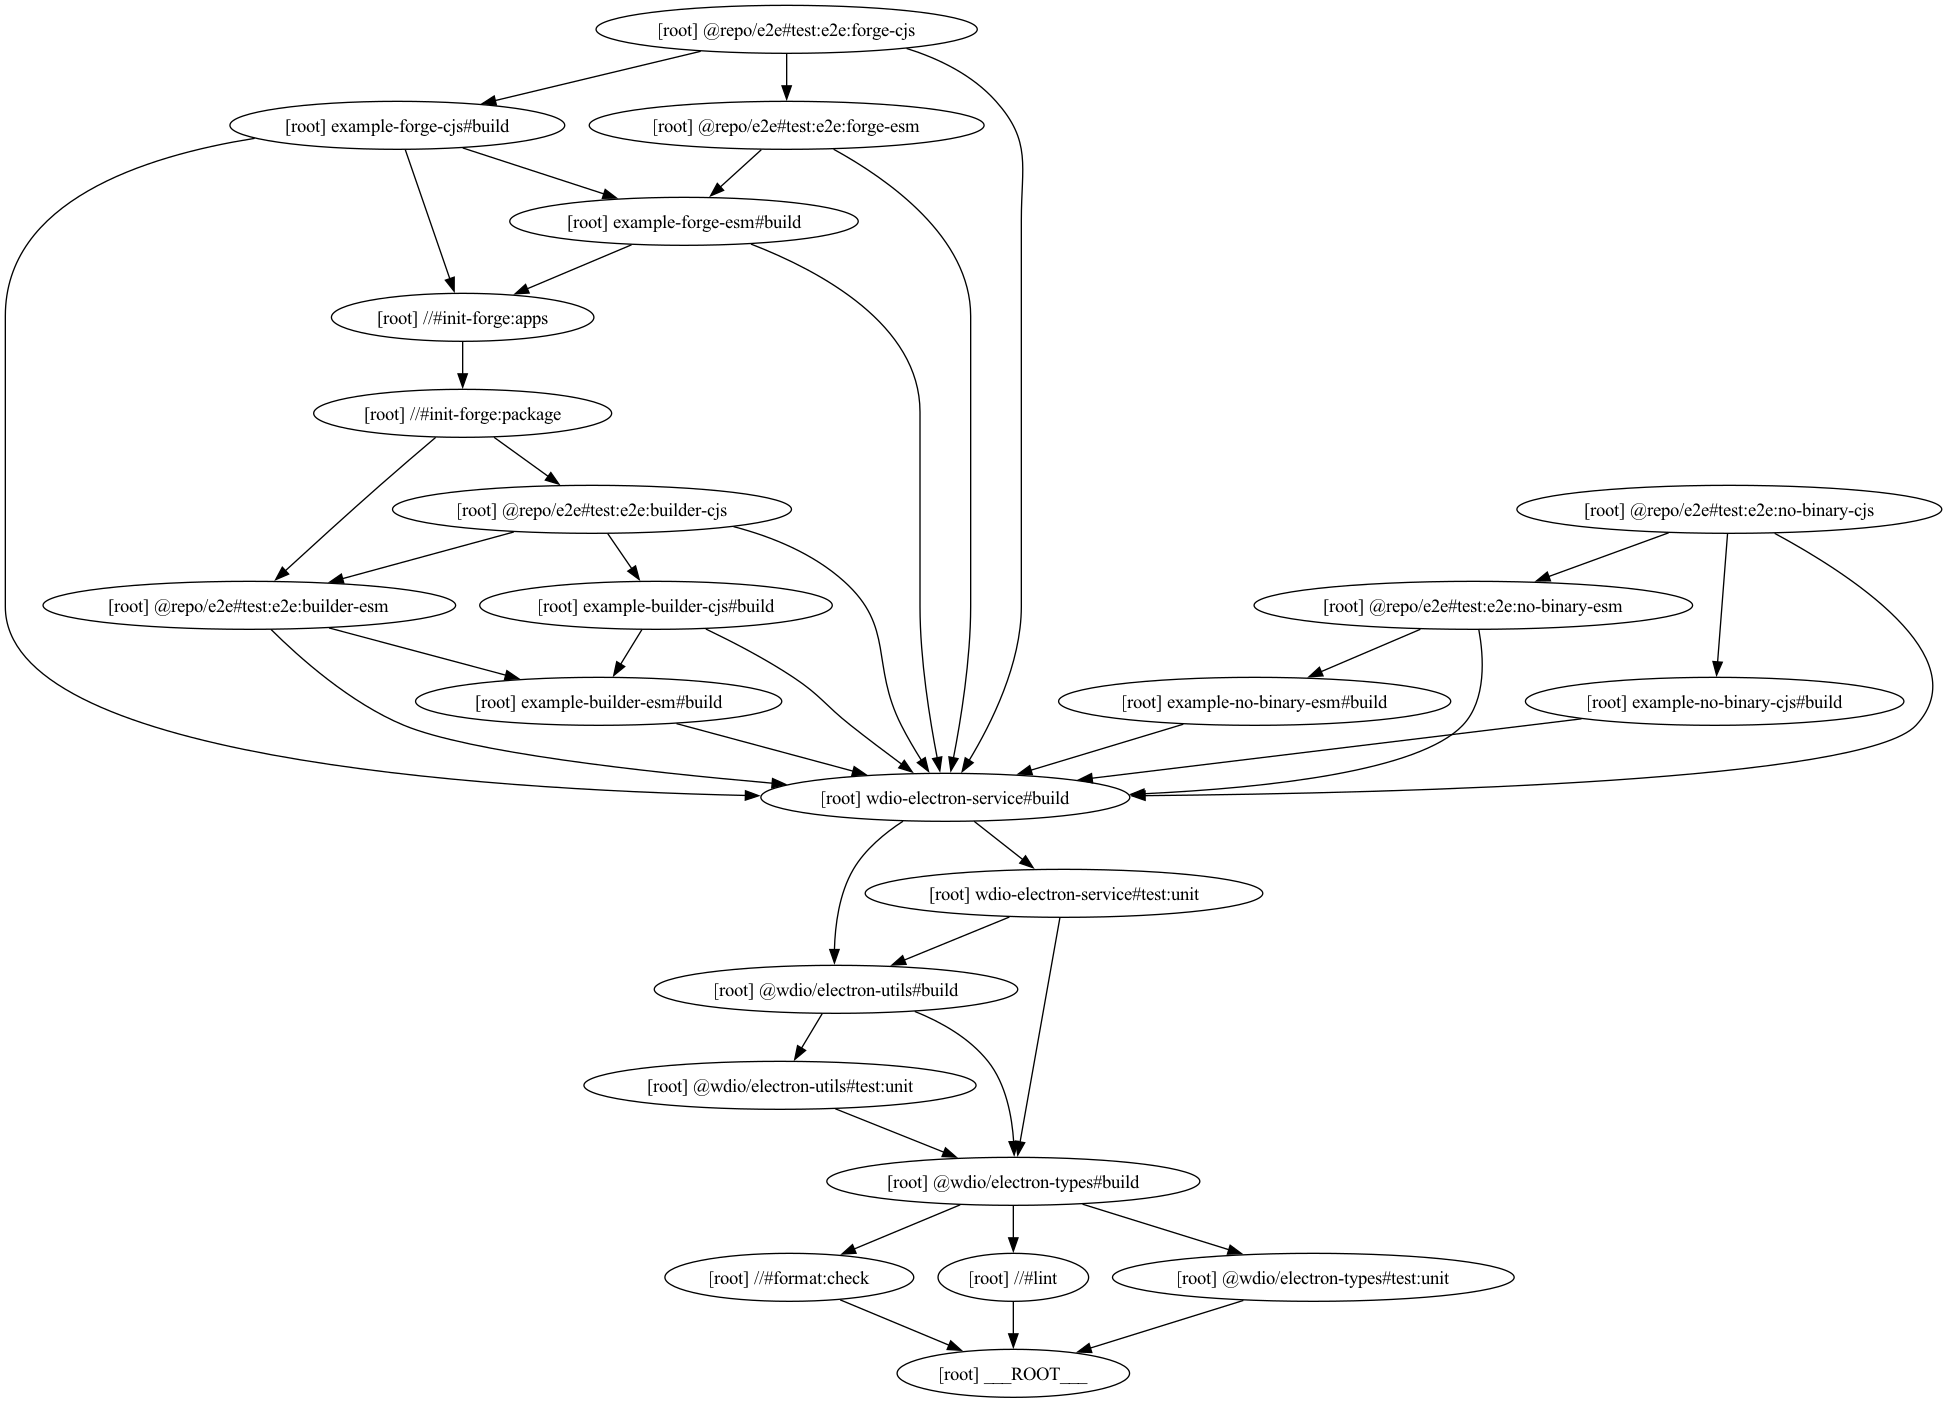 [root] @repo/e2e#test:e2e:forge-cjs
[root] example-forge-cjs#build
[root] @repo/e2e#test:e2e:forge-esm
[root] example-forge-esm#build
[root] //#init-forge:apps
[root] //#init-forge:package
[root] @repo/e2e#test:e2e:builder-cjs
[root] @repo/e2e#test:e2e:no-binary-cjs
[root] @repo/e2e#test:e2e:builder-esm
[root] example-builder-cjs#build
[root] @repo/e2e#test:e2e:no-binary-esm
[root] example-builder-esm#build
[root] example-no-binary-esm#build
[root] example-no-binary-cjs#build
[root] wdio-electron-service#build
[root] wdio-electron-service#test:unit
[root] @wdio/electron-utils#build
[root] @wdio/electron-utils#test:unit
[root] @wdio/electron-types#build
[root] //#format:check
[root] //#lint
[root] @wdio/electron-types#test:unit
[root] ___ROOT___